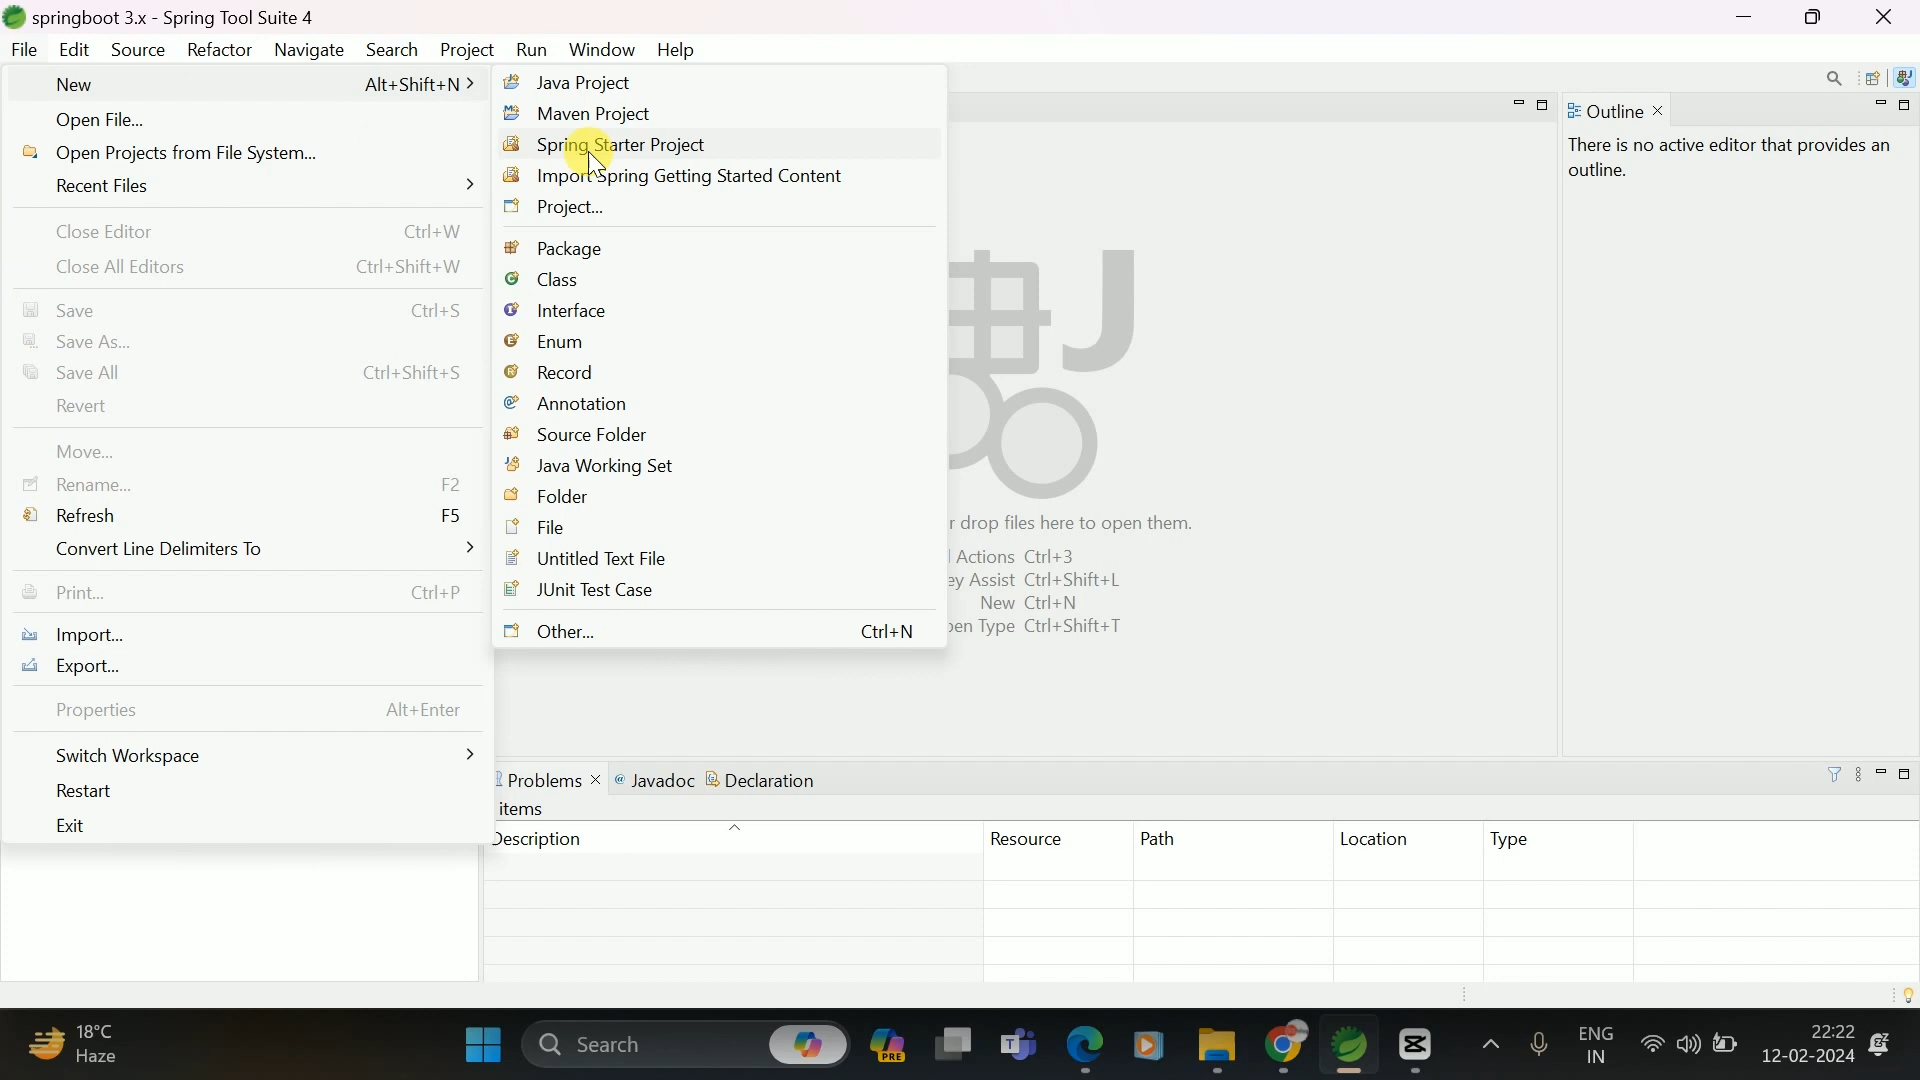 springboot 3.x - Spring Tool Suite 4
File Edit Source Refactor Navigate Search Project Run Window Help
New Alt+Shift+N
Open File...
Open Projects from File System...
Recent Files
Close Editor Ctrl+W
Close All Editors Ctrl+Shift+W
Save Ctrl+S
Save As...
Save All Ctrl+Shift+S
Revert
Move...
Rename... F2
Refresh F5
Convert Line Delimiters To
Print... Ctrl+P
Import...
Export...
Properties Alt+Enter
Switch Workspace
Restart
Exit
Java Project
Maven Project
Spring Starter Project
Import Spring Getting Started Content
Project...
Package
Class
Interface
Enum
Record
Annotation
Source Folder
Java Working Set
Folder
File
Untitled Text File
JUnit Test Case
Other... Ctrl+N
J
r drop files here to open them.
Actions Ctrl+3
ey Assist Ctrl+Shift+L
New Ctrl+N
pen Type Ctrl+Shift+T
Outline
There is no active editor that provides an
outline.
Problems @ Javadoc Declaration
items
Description Resource Path Location Type
18°C
Haze
Search
PRE
ENG
IN
22:22
12-02-2024